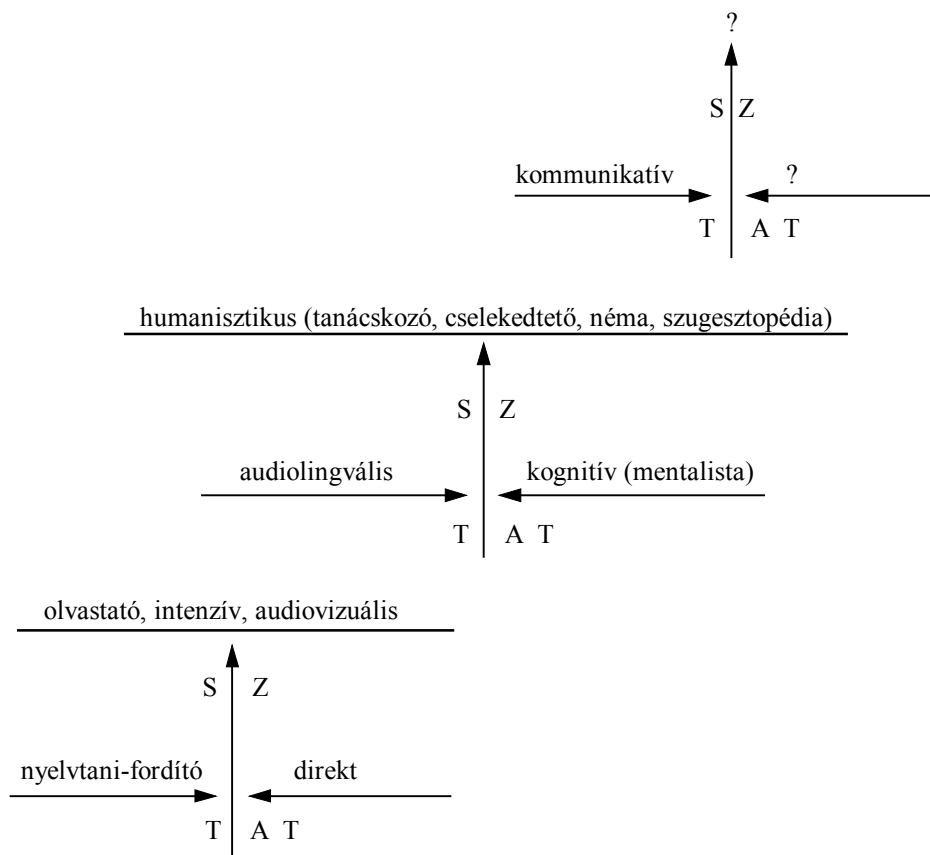 ?
S Z
kommunikatív ?
T A T
humanisztikus (tanácskozó, cselekedtető, néma, szugesztopédia)
S Z
audiolingvális kognitív (mentalista)
T A T
olvastató, intenzív, audiovizuális
S Z
nyelvtani-fordító direkt
T A T